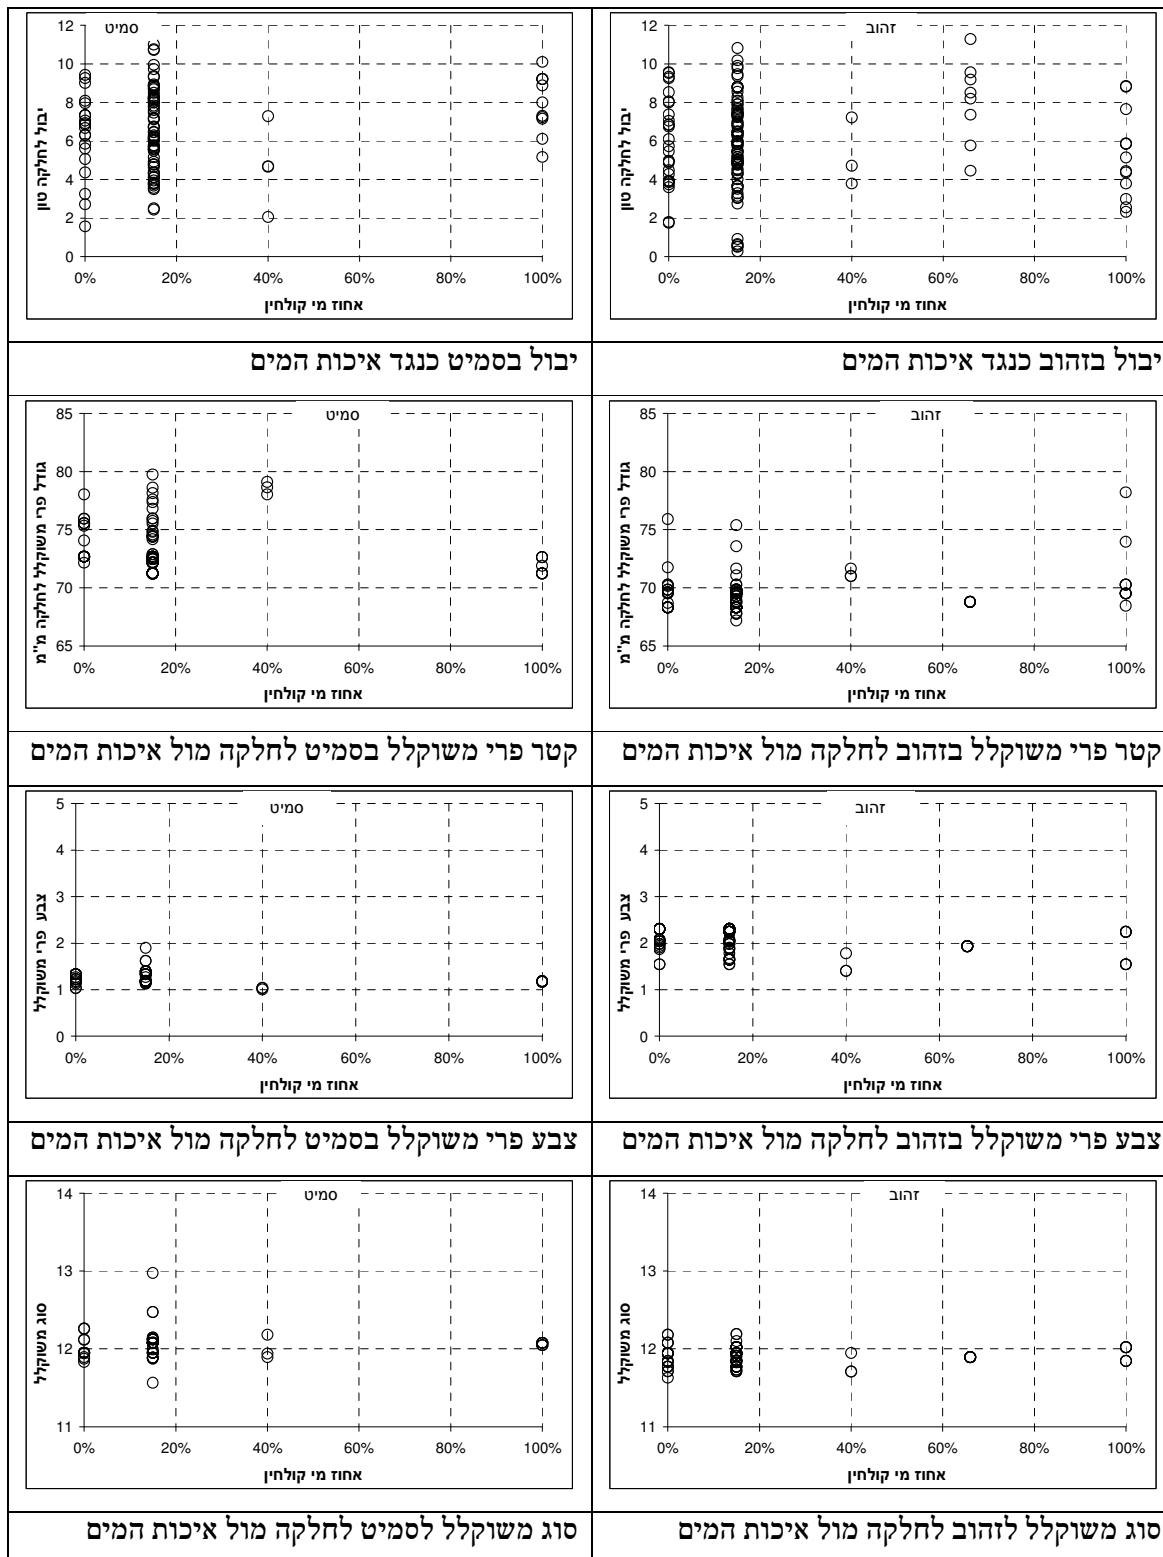 זהוב
יבול לחלקה טון
12
10
8
6
4
2
0
0% 20% 40% 60% 80% 100%
אחוז מי קולחין
סמיט
יבול לחלקה טון
12
10
8
6
4
2
0
0% 20% 40% 60% 80% 100%
אחוז מי קולחין
יבול בזהוב כנגד איכות המים
יבול בסמיט כנגד איכות המים
זהוב
גודל פרי משוקלל לחלקה מ"מ
85
80
75
70
65
0% 20% 40% 60% 80% 100%
אחוז מי קולחין
סמיט
גודל פרי משוקלל לחלקה מ"מ
85
80
75
70
65
0% 20% 40% 60% 80% 100%
אחוז מי קולחין
קטר פרי משוקלל בזהוב לחלקה מול איכות המים
קטר פרי משוקלל בסמיט לחלקה מול איכות המים
זהוב
צבע פרי משוקלל
5
4
3
2
1
0
0% 20% 40% 60% 80% 100%
אחוז מי קולחין
סמיט
צבע פרי משוקלל
5
4
3
2
1
0
0% 20% 40% 60% 80% 100%
אחוז מי קולחין
צבע פרי משוקלל בזהוב לחלקה מול איכות המים
צבע פרי משוקלל בסמיט לחלקה מול איכות המים
זהוב
סוג משוקלל
14
13
12
11
0% 20% 40% 60% 80% 100%
אחוז מי קולחין
סמיט
סוג משוקלל
14
13
12
11
0% 20% 40% 60% 80% 100%
אחוז מי קולחין
סוג משוקלל לזהוב לחלקה מול איכות המים
סוג משוקלל לסמיט לחלקה מול איכות המים